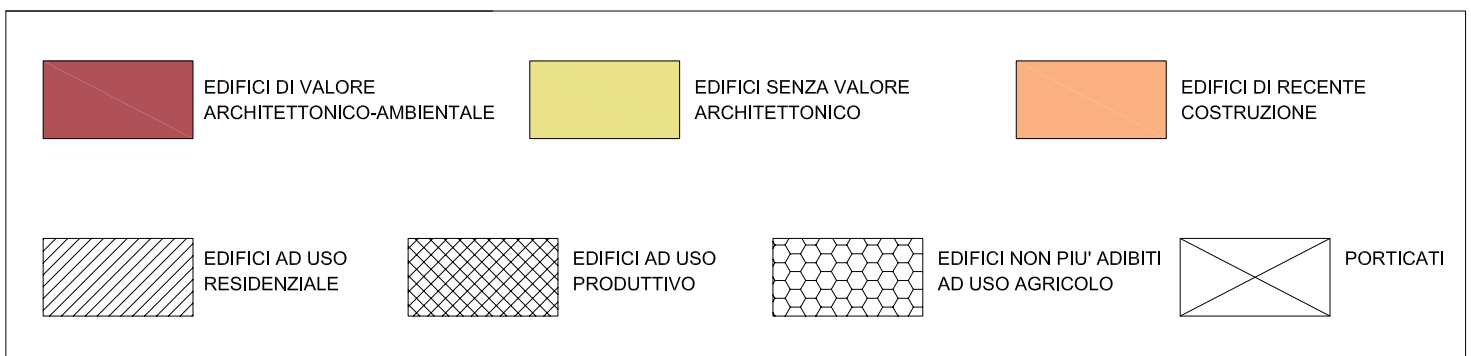 EDIFICI DI VALORE
ARCHITETTONICO-AMBIENTALE
EDIFICI SENZA VALORE
ARCHITETTONICO
EDIFICI DI RECENTE
COSTRUZIONE
EDIFICI AD USO
RESIDENZIALE
EDIFICI AD USO
PRODUTTIVO
EDIFICI NON PIU' ADIBITI
AD USO AGRICOLO
PORTICATI